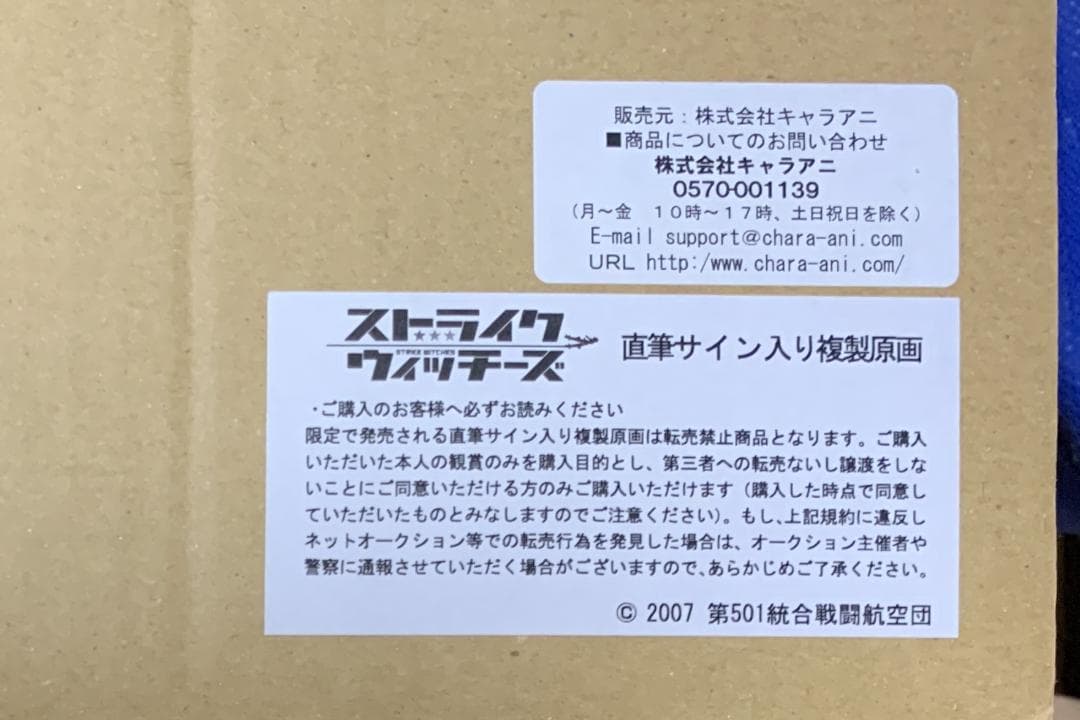 販売元：株式会社キャラアニ
■商品についてのお問い合わせ
株式会社キャラアニ
0570-001139
（月～金　１０時～１７時、土日祝日を除く）
E-mail support@chara-ani.com
URL http:/www.chara-ani.com/
ストライク
STRIKE WITCHES
ウィッチーズ
直筆サイン入り複製原画
・ご購入のお客様へ必ずお読みください
限定で発売される直筆サイン入り複製原画は転売禁止商品となります。ご購入
いただいた本人の観賞のみを購入目的とし、第三者への転売ないし譲渡をしな
いことにご同意いただける方のみご購入いただけます（購入した時点で同意し
ていただいたものとみなしますのでご注意ください）。もし、上記規約に違反し
ネットオークション等での転売行為を発見した場合は、オークション主催者や
警察に通報させていただく場合がございますので、あらかじめご了承ください。
© 2007 第501統合戦闘航空団